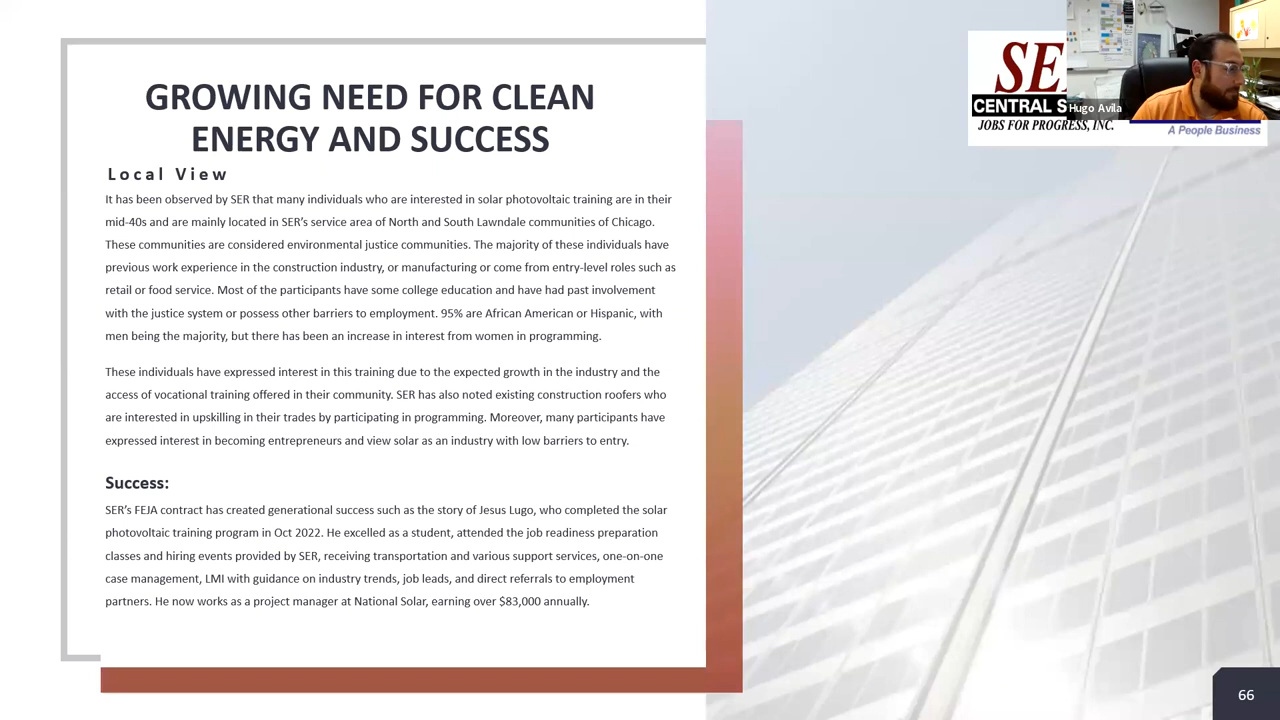 GROWING NEED FOR CLEAN
ENERGY AND SUCCESS
Local View
It has been observed by SER that many individuals who are interested in solar photovoltaic training are in their
mid-40s and are mainly located in SER's service area of North and South Lawndale communities of Chicago.
These communities are considered environmental justice communities. The majority of these individuals have
previous work experience in the construction industry, or manufacturing or come from entry-level roles such as
retail or food service. Most of the participants have some college education and have had past involvement
with the justice system or possess other barriers to employment. 95% are African American or Hispanic, with
men being the majority, but there has been an increase in interest from women in programming.
These individuals have expressed interest in this training due to the expected growth in the industry and the
access of vocational training offered in their community. SER has also noted existing construction roofers who
are interested in upskilling in their trades by participating in programming. Moreover, many participants have
expressed interest in becoming entrepreneurs and view solar as an industry with low barriers to entry.
Success:
SER's FEJA contract has created generational success such as the story of Jesus Lugo, who completed the solar
photovoltaic training program in Oct 2022. He excelled as a student, attended the job readiness preparation
classes and hiring events provided by SER, receiving transportation and various support services, one-on-one
case management, LMI with guidance on industry trends, job leads, and direct referrals to employment
partners. He now works as a project manager at National Solar, earning over $83,000 annually.
SE
CENTRAL S
JOBS FOR PROGRESS, INC.
Hugo Avila
A People Business
66